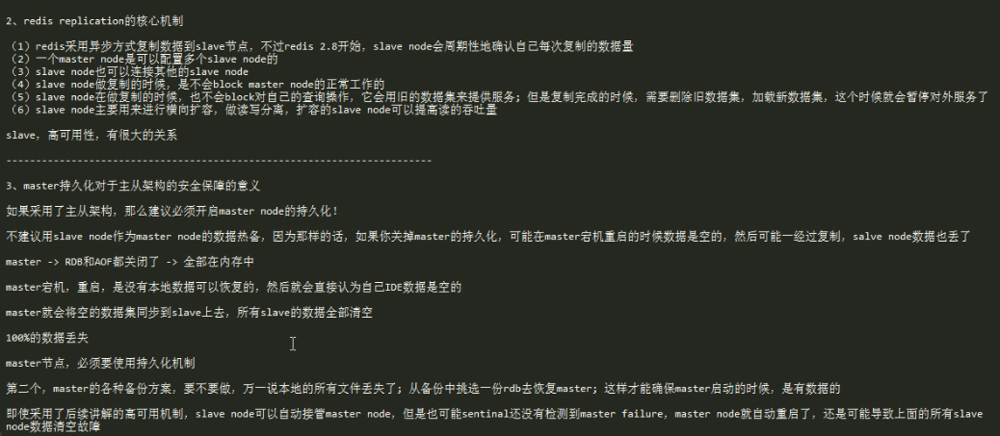 2、redis replication的核心机制
（1）redis采用异步方式复制数据到slave节点，不过redis 2.8开始，slave node会周期性地确认自己每次复制的数据量
（2）一个master node是可以配置多个slave node的
（3）slave node也可以连接其他的slave node
（4）slave node做复制的时候，是不会block master node的正常工作的
（5）slave node在做复制的时候，也不会block对自己的查询操作，它会用旧的数据集来提供服务；但是复制完成的时候，需要删除旧数据集，加载新数据集，这个时候就会暂停对外服务了
（6）slave node主要用来进行横向扩容，做读写分离，扩容的slave node可以提高读的吞吐量
slave，高可用性，有很大的关系
------------------------------------------------------------------------
3、master持久化对于主从架构的安全保障的意义
如果采用了主从架构，那么建议必须开启master node的持久化！
不建议用slave node作为master node的数据热备，因为那样的话，如果你关掉master的持久化，可能在master宕机重启的时候数据是空的，然后可能一经过复制，salve node数据也丢了
master -> RDB和AOF都关闭了 -> 全部在内存中
master宕机，重启，是没有本地数据可以恢复的，然后就会直接认为自己IDE数据是空的
master就会将空的数据集同步到slave上去，所有slave的数据全部清空
100%的数据丢失
master节点，必须要使用持久化机制
第二个，master的各种备份方案，要不要做，万一说本地的所有文件丢失了；从备份中挑选一份rdb去恢复master；这样才能确保master启动的时候，是有数据的
即使采用了后续讲解的高可用机制，slave node可以自动接管master node，但是也可能sentinal还没有检测到master failure，master node就自动重启了，还是可能导致上面的所有slave
node数据清空故障